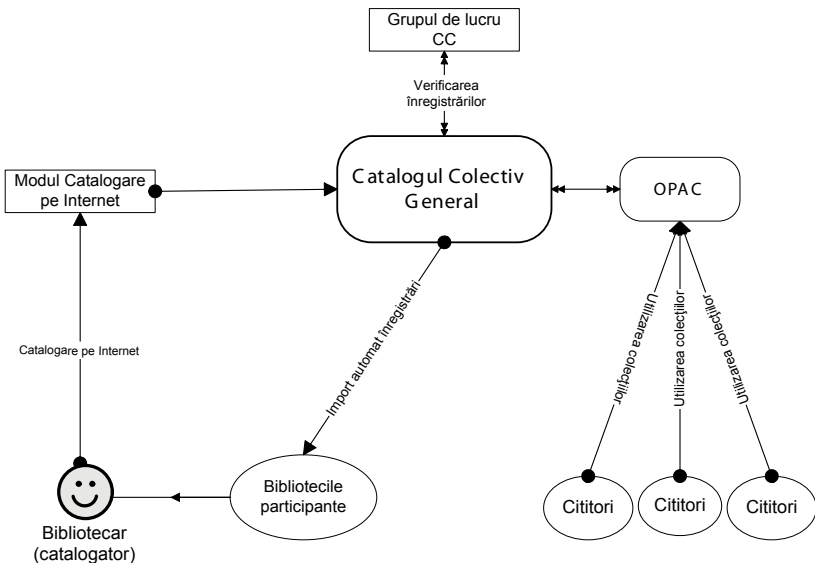 Grupul de lucru
CC
Verificarea
înregistrărilor
Catalogul Colectiv
General
OPAC
Modul Catalogare
pe Internet
Catalogare pe Internet
Import automat înregistrări
Utilizarea colecţiilor
Utilizarea colecţiilor
Utilizarea colecţiilor
Bibliotecile
participante
Bibliotecar
(catalogator)
Cititori
Cititori
Cititori